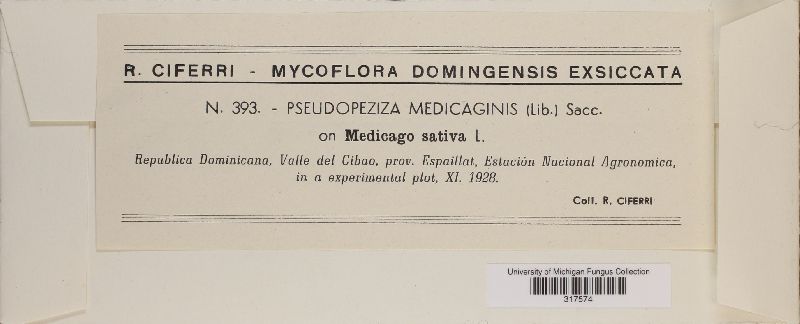 R. CIFERRI - MYCOFLORA DOMINGENSIS EXSICCATA
N. 393. - PSEUDOPEZIZA MEDICAGINIS (Lib.) Sacc.
on Medicago sativa L.
Republica Dominicana, Valle del Cibao, prov. Espaillat, Estación Nacional Agronomica,
in a experimental plot, XI. 1928.
Coll. R. CIFERRI
University of Michigan Fungus Collection
317574